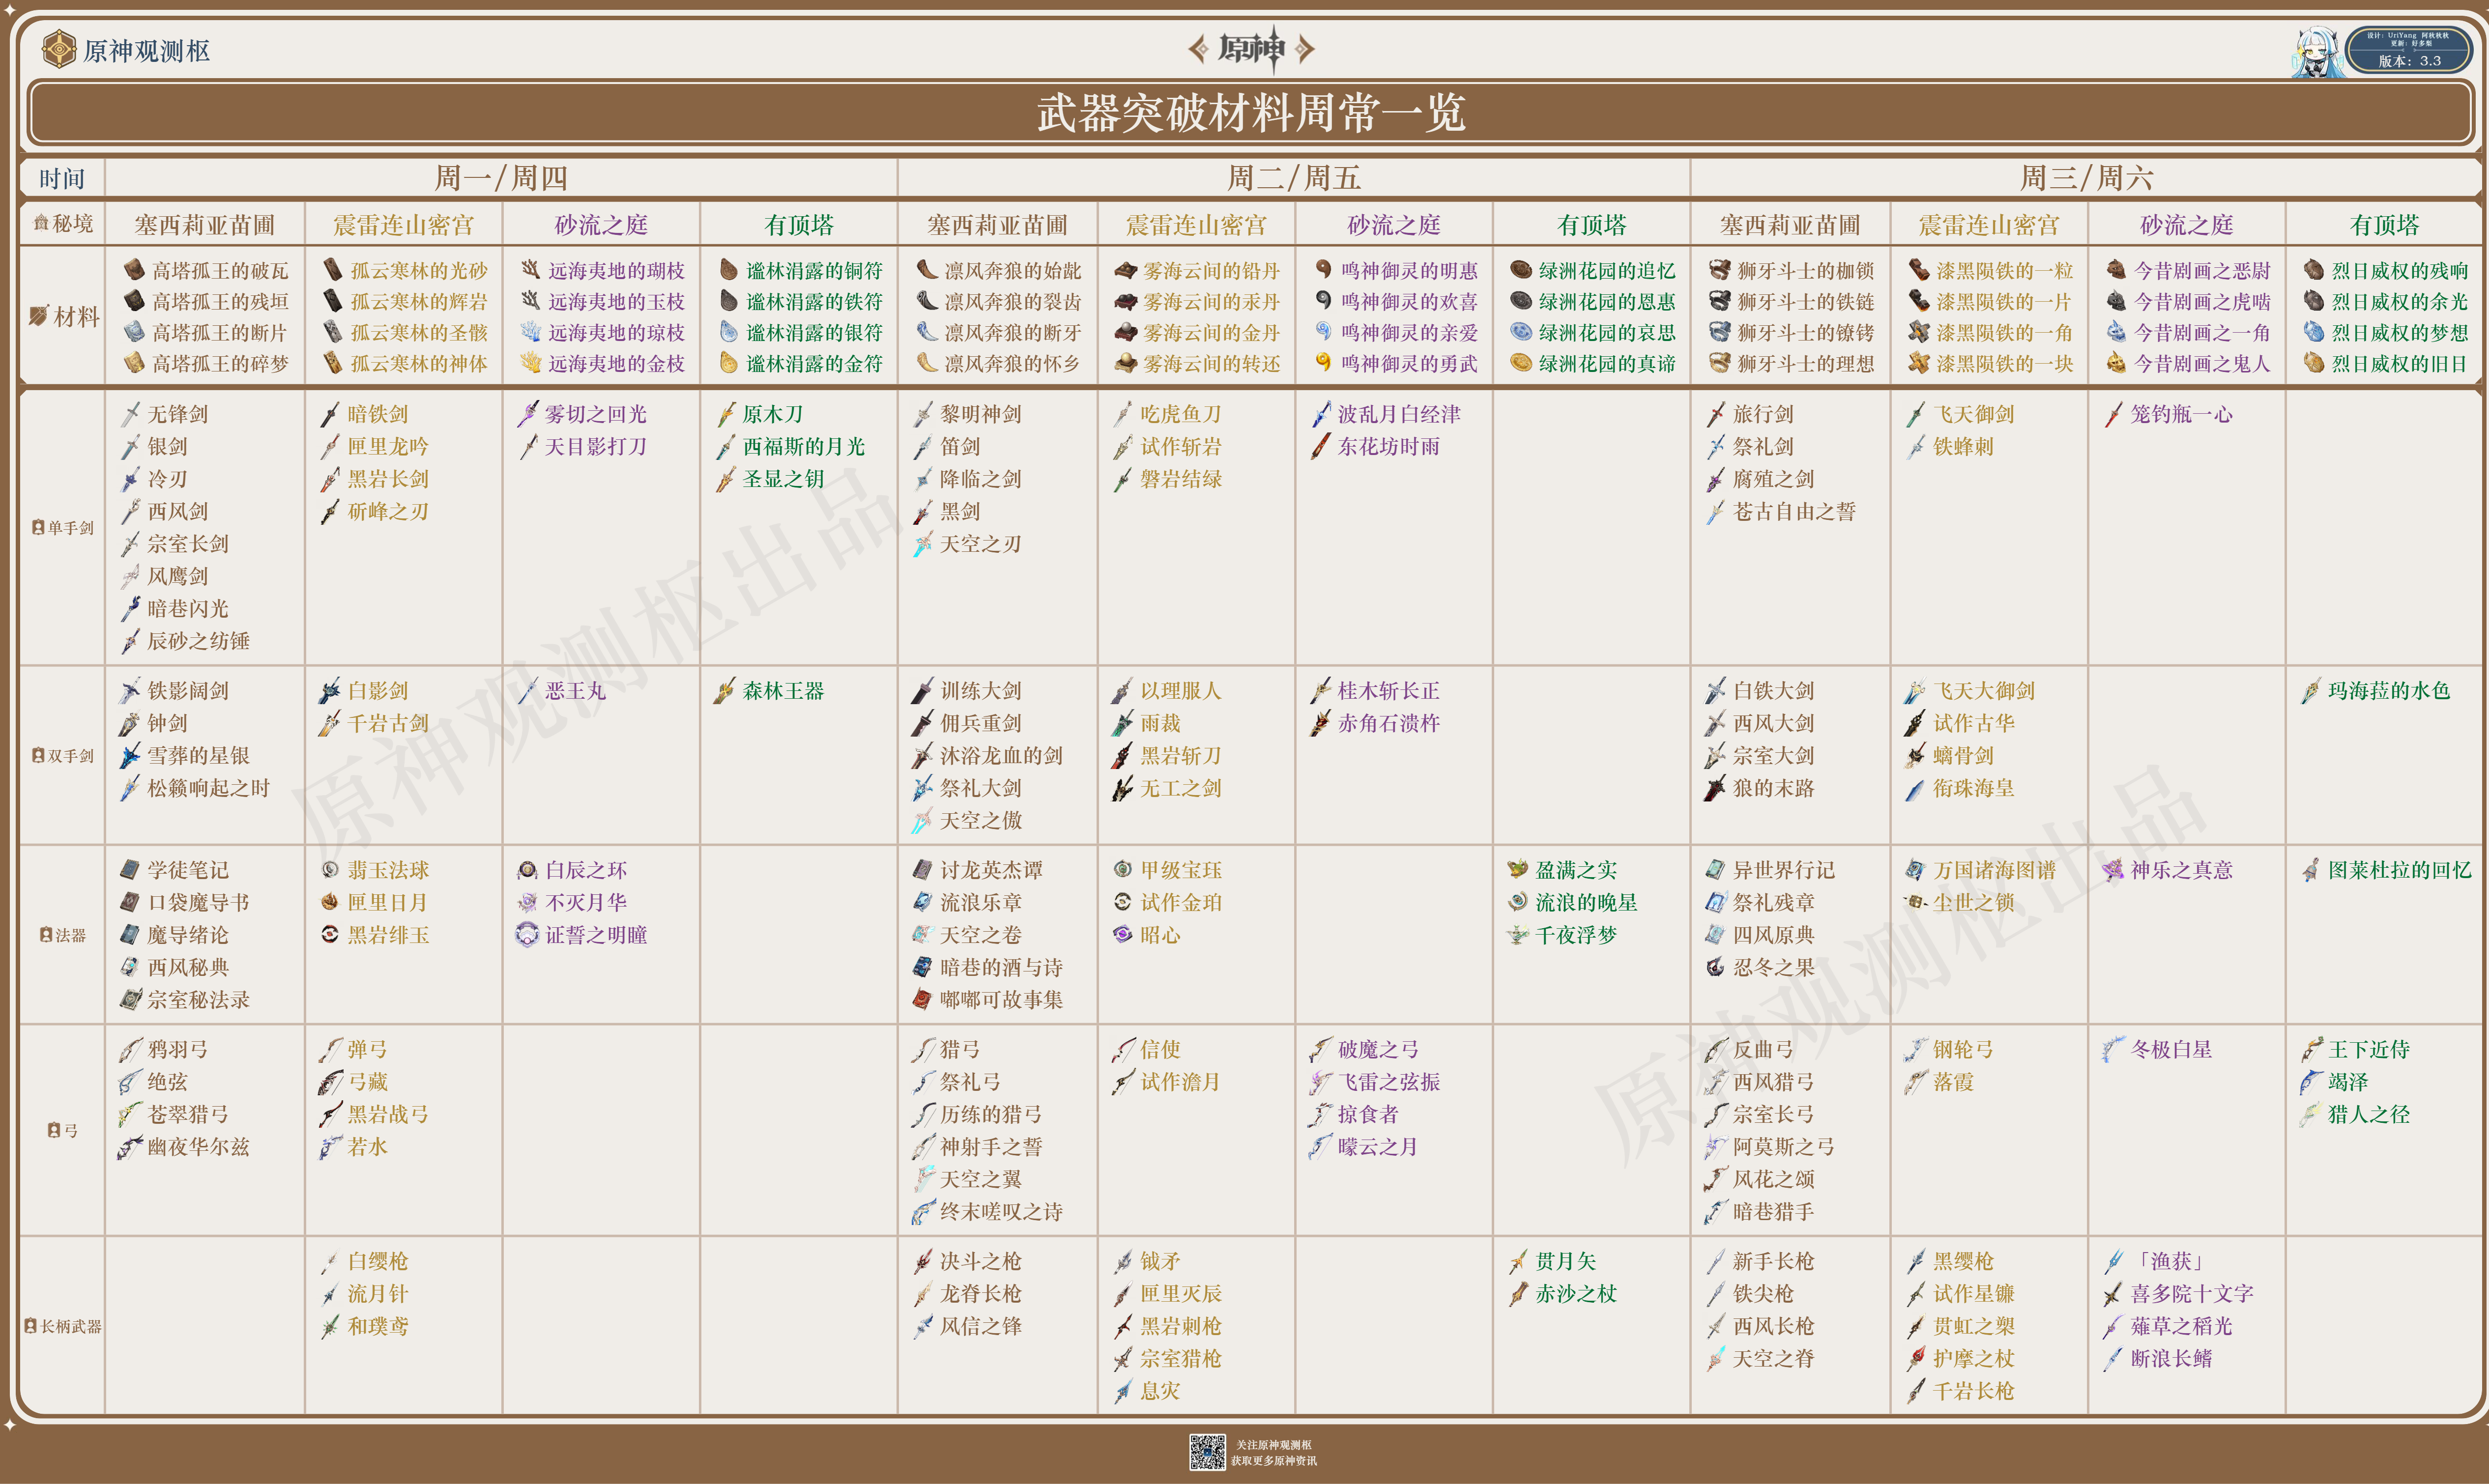 原神观测枢
原神
设计：UriYang 阿秋秋秋
更新：好多梨
版本：3.3
武器突破材料周常一览
时间
周一/周四
周二/周五
周三/周六
秘境
塞西莉亚苗圃
震雷连山密宫
砂流之庭
有顶塔
塞西莉亚苗圃
震雷连山密宫
砂流之庭
有顶塔
塞西莉亚苗圃
震雷连山密宫
砂流之庭
有顶塔
材料
高塔孤王的破瓦
高塔孤王的残垣
高塔孤王的断片
高塔孤王的碎梦
孤云寒林的光砂
孤云寒林的辉岩
孤云寒林的圣骸
孤云寒林的神体
远海夷地的瑚枝
远海夷地的玉枝
远海夷地的琼枝
远海夷地的金枝
谧林涓露的铜符
谧林涓露的铁符
谧林涓露的银符
谧林涓露的金符
凛风奔狼的始龀
凛风奔狼的裂齿
凛风奔狼的断牙
凛风奔狼的怀乡
雾海云间的铅丹
雾海云间的汞丹
雾海云间的金丹
雾海云间的转还
鸣神御灵的明惠
鸣神御灵的欢喜
鸣神御灵的亲爱
鸣神御灵的勇武
绿洲花园的追忆
绿洲花园的恩惠
绿洲花园的哀思
绿洲花园的真谛
狮牙斗士的枷锁
狮牙斗士的铁链
狮牙斗士的镣铐
狮牙斗士的理想
漆黑陨铁的一粒
漆黑陨铁的一片
漆黑陨铁的一角
漆黑陨铁的一块
今昔剧画之恶尉
今昔剧画之虎啮
今昔剧画之一角
今昔剧画之鬼人
烈日威权的残响
烈日威权的余光
烈日威权的梦想
烈日威权的旧日
单手剑
无锋剑
银剑
冷刃
西风剑
宗室长剑
风鹰剑
暗巷闪光
辰砂之纺锤
暗铁剑
匣里龙吟
黑岩长剑
斫峰之刃
雾切之回光
天目影打刀
原木刀
西福斯的月光
圣显之钥
黎明神剑
笛剑
降临之剑
黑剑
天空之刃
吃虎鱼刀
试作斩岩
磐岩结绿
波乱月白经津
东花坊时雨
旅行剑
祭礼剑
腐殖之剑
苍古自由之誓
飞天御剑
铁蜂刺
笼钓瓶一心
双手剑
铁影阔剑
钟剑
雪葬的星银
松籁响起之时
白影剑
千岩古剑
恶王丸
森林王器
训练大剑
佣兵重剑
沐浴龙血的剑
祭礼大剑
天空之傲
以理服人
雨裁
黑岩斩刀
无工之剑
桂木斩长正
赤角石溃杵
白铁大剑
西风大剑
宗室大剑
狼的末路
飞天大御剑
试作古华
螭骨剑
衔珠海皇
玛海菈的水色
法器
学徒笔记
口袋魔导书
魔导绪论
西风秘典
宗室秘法录
翡玉法球
匣里日月
黑岩绯玉
白辰之环
不灭月华
证誓之明瞳
讨龙英杰谭
流浪乐章
天空之卷
暗巷的酒与诗
嘟嘟可故事集
甲级宝珏
试作金珀
昭心
盈满之实
流浪的晚星
千夜浮梦
异世界行记
祭礼残章
四风原典
忍冬之果
万国诸海图谱
尘世之锁
神乐之真意
图莱杜拉的回忆
弓
鸦羽弓
绝弦
苍翠猎弓
幽夜华尔兹
弹弓
弓藏
黑岩战弓
若水
猎弓
祭礼弓
历练的猎弓
神射手之誓
天空之翼
终末嗟叹之诗
信使
试作澹月
破魔之弓
飞雷之弦振
掠食者
曚云之月
反曲弓
西风猎弓
宗室长弓
阿莫斯之弓
风花之颂
暗巷猎手
钢轮弓
落霞
冬极白星
王下近侍
竭泽
猎人之径
长柄武器
白缨枪
流月针
和璞鸢
决斗之枪
龙脊长枪
风信之锋
钺矛
匣里灭辰
黑岩刺枪
宗室猎枪
息灾
贯月矢
赤沙之杖
新手长枪
铁尖枪
西风长枪
天空之脊
黑缨枪
试作星镰
贯虹之槊
护摩之杖
千岩长枪
「渔获」
喜多院十文字
薙草之稻光
断浪长鳍
原神观测枢出品
原神观测枢出品
关注原神观测枢
获取更多原神资讯